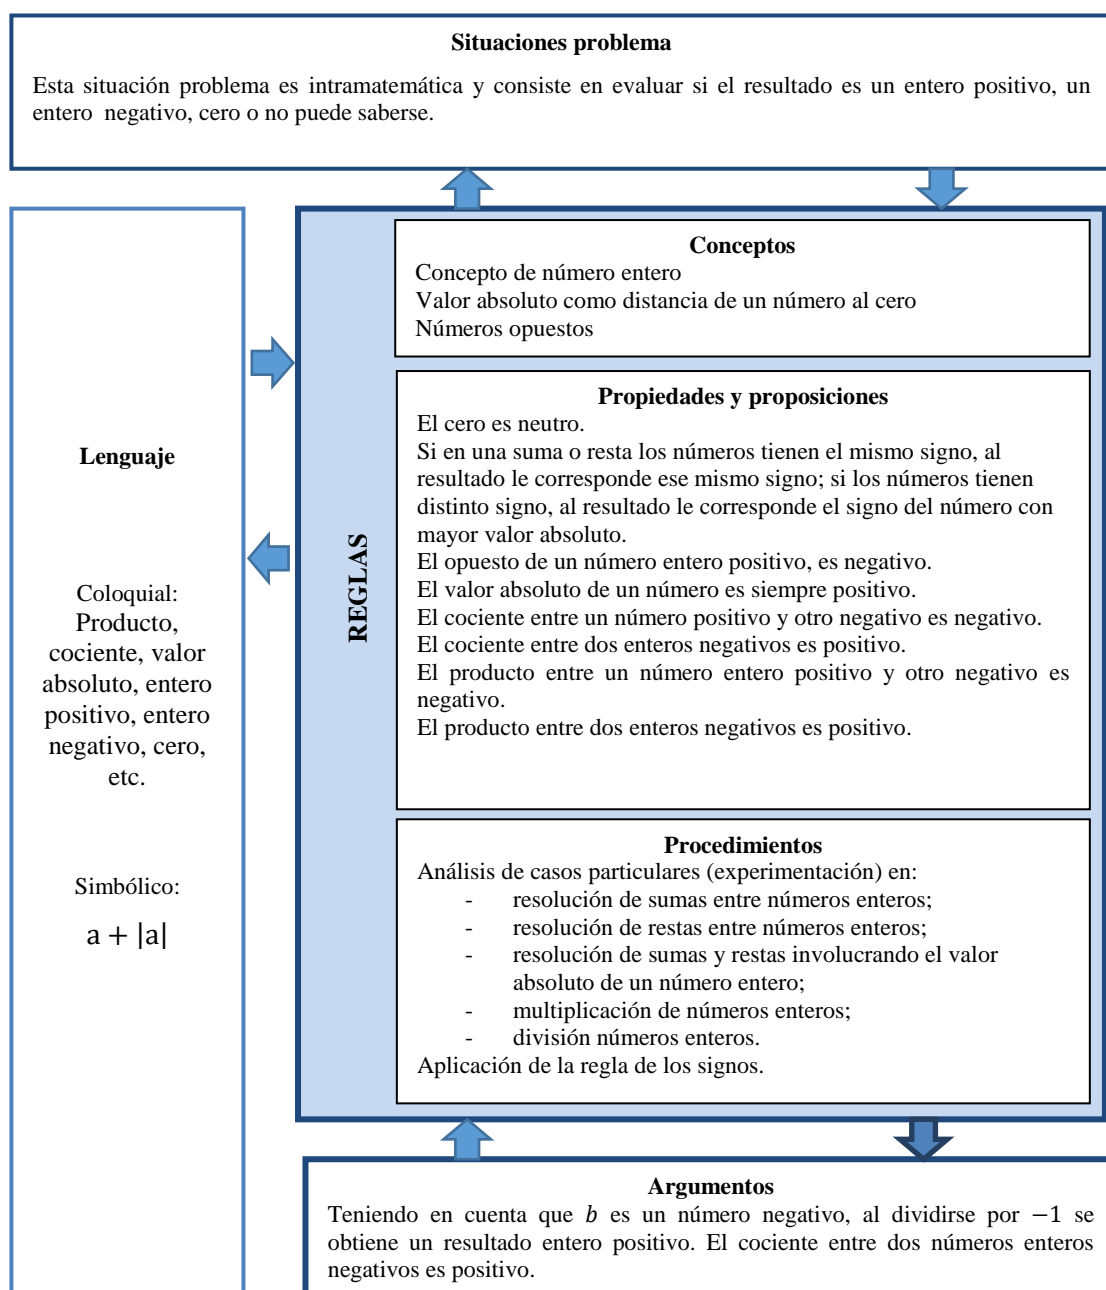 Situaciones problema
Esta situación problema es intramatemática y consiste en evaluar si el resultado es un entero positivo, un
entero negativo, cero o no puede saberse.
Lenguaje
Coloquial:
Producto,
cociente, valor
absoluto, entero
positivo, entero
negativo, cero,
etc.
Simbólico:
a + |a|
REGLAS
Conceptos
Concepto de número entero
Valor absoluto como distancia de un número al cero
Números opuestos
Propiedades y proposiciones
El cero es neutro.
Si en una suma o resta los números tienen el mismo signo, al
resultado le corresponde ese mismo signo; si los números tienen
distinto signo, al resultado le corresponde el signo del número con
mayor valor absoluto.
El opuesto de un número entero positivo, es negativo.
El valor absoluto de un número es siempre positivo.
El cociente entre un número positivo y otro negativo es negativo.
El cociente entre dos enteros negativos es positivo.
El producto entre un número entero positivo y otro negativo es
negativo.
El producto entre dos enteros negativos es positivo.
Procedimientos
Análisis de casos particulares (experimentación) en:
- resolución de sumas entre números enteros;
- resolución de restas entre números enteros;
- resolución de sumas y restas involucrando el valor
absoluto de un número entero;
- multiplicación de números enteros;
- división números enteros.
Aplicación de la regla de los signos.
Argumentos
Teniendo en cuenta que b es un número negativo, al dividirse por −1 se
obtiene un resultado entero positivo. El cociente entre dos números enteros
negativos es positivo.